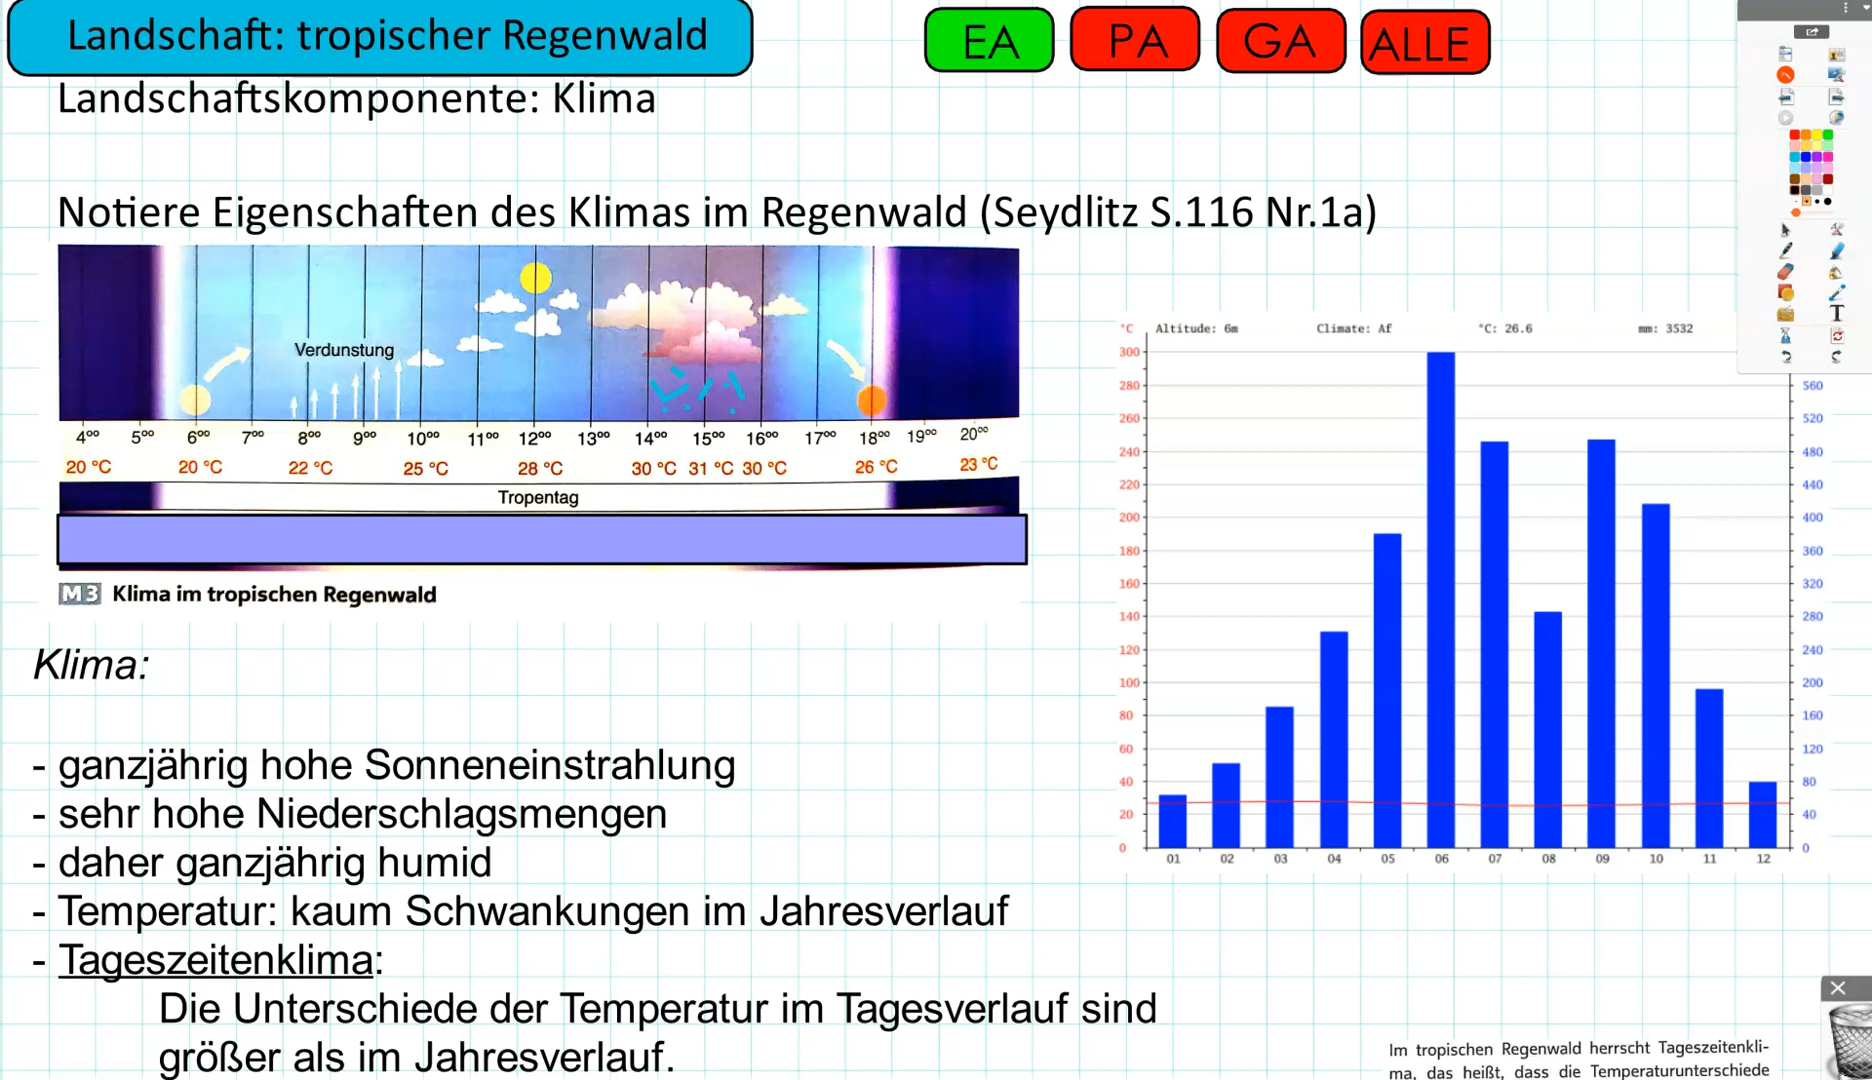 Landschaft: tropischer Regenwald
EA PA GA ALLE
Landschaftskomponente: Klima
Notiere Eigenschaften des Klimas im Regenwald (Seydlitz S.116 Nr.1a)
Verdunstung
4⁰⁰ 5⁰⁰ 6⁰⁰ 7⁰⁰ 8⁰⁰ 9⁰⁰ 10⁰⁰ 11⁰⁰ 12⁰⁰ 13⁰⁰ 14⁰⁰ 15⁰⁰ 16⁰⁰ 17⁰⁰ 18⁰⁰ 19⁰⁰ 20⁰⁰
20 °C 20 °C 22 °C 25 °C 28 °C 30 °C 31 °C 30 °C 26 °C 23 °C
Tropentag
M 3 Klima im tropischen Regenwald
°C Altitude: 6m Climate: Af °C: 26.6 mm: 3532
300
280 560
260 520
240 480
220 440
200 400
180 360
160 320
140 280
120 240
100 200
80 160
60 120
40 80
20 40
0 0
01 02 03 04 05 06 07 08 09 10 11 12
Klima:
- ganzjährig hohe Sonneneinstrahlung
- sehr hohe Niederschlagsmengen
- daher ganzjährig humid
- Temperatur: kaum Schwankungen im Jahresverlauf
- Tageszeitenklima:
Die Unterschiede der Temperatur im Tagesverlauf sind
größer als im Jahresverlauf.
Im tropischen Regenwald herrscht Tageszeitenkli-
ma, das heißt, dass die Temperaturunterschiede
T